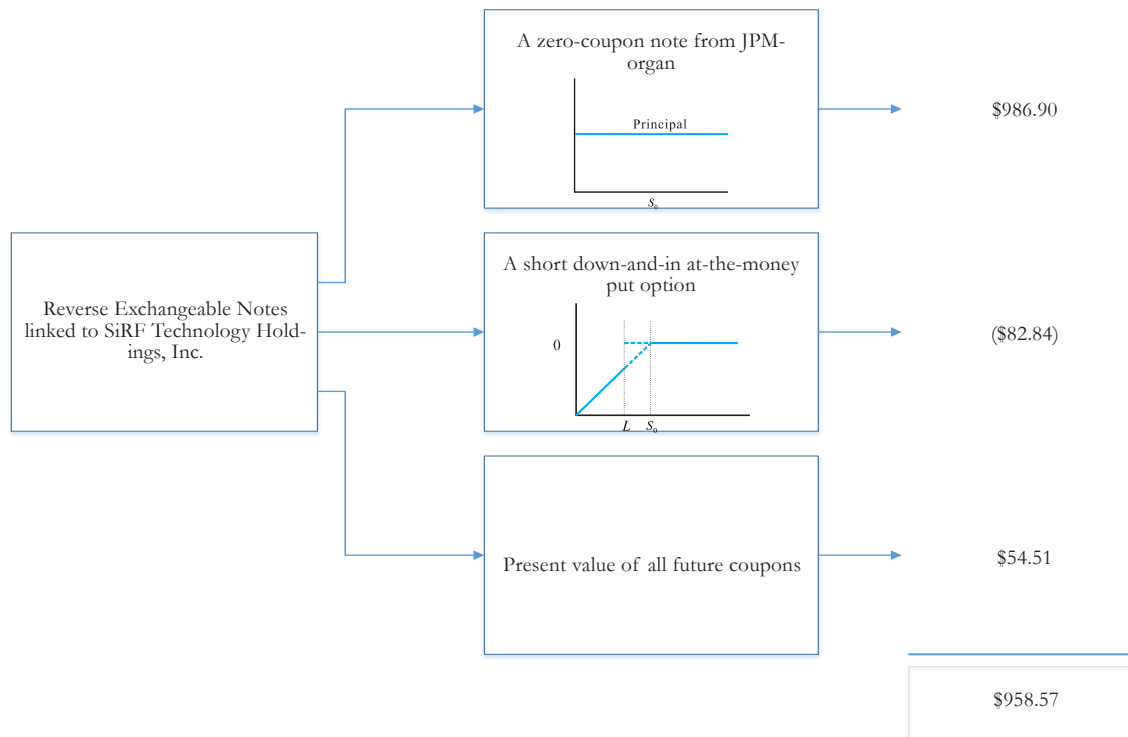 A zero-coupon note from JPM-
organ
Principal
S₀
$986.90
Reverse Exchangeable Notes
linked to SiRF Technology Hold-
ings, Inc.
A short down-and-in at-the-money
put option
0
L S₀
($82.84)
Present value of all future coupons
$54.51
$958.57